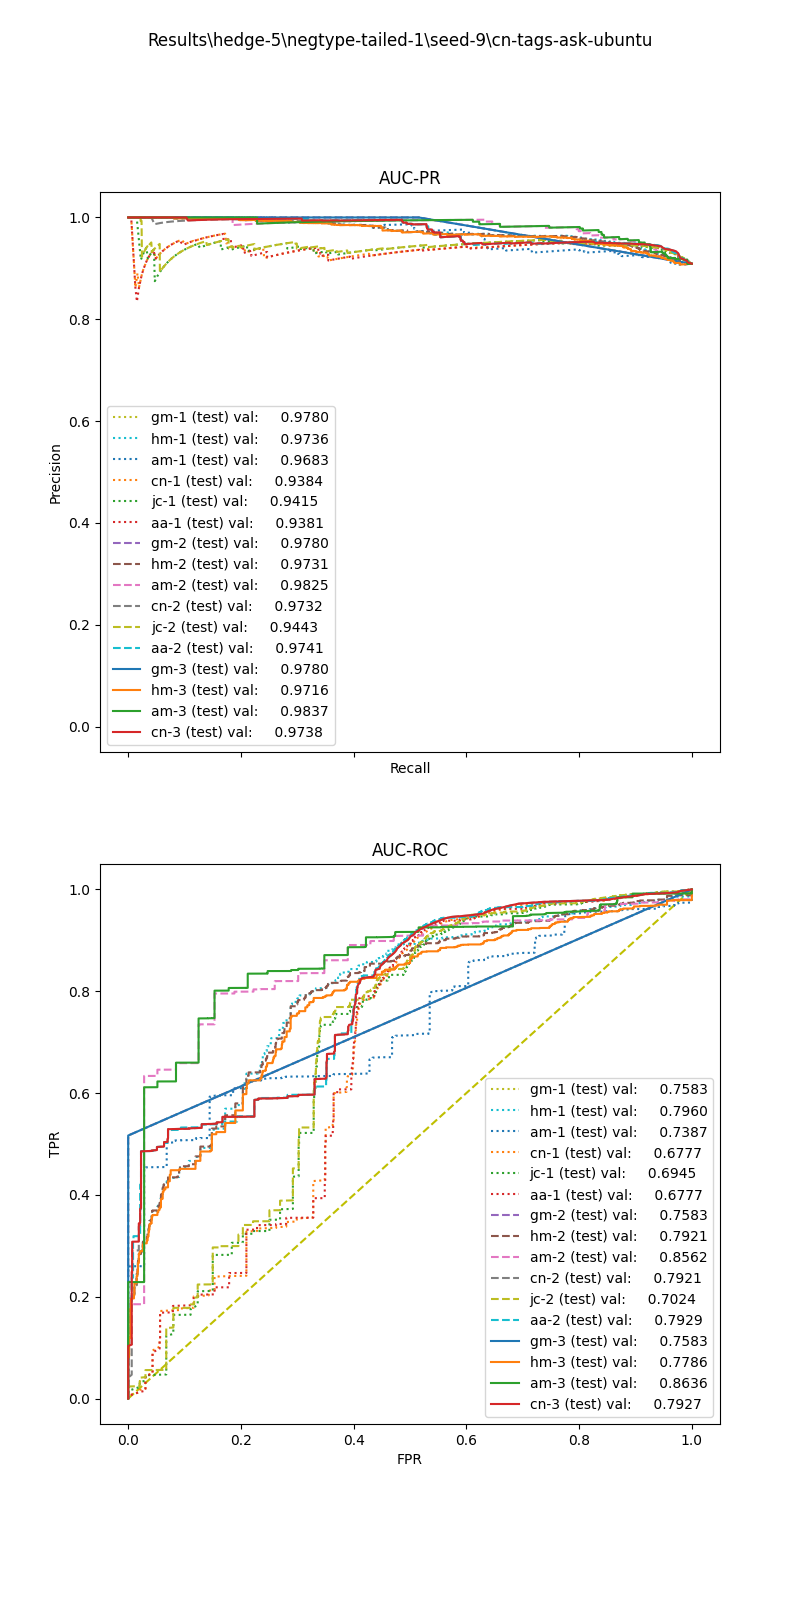 Results\hedge-5\negtype-tailed-1\seed-9\cn-tags-ask-ubuntu
AUC-PR
1.0
0.8
0.6
0.4
0.2
0.0
Precision
gm-1 (test) val: 0.9780
hm-1 (test) val: 0.9736
am-1 (test) val: 0.9683
cn-1 (test) val: 0.9384
jc-1 (test) val: 0.9415
aa-1 (test) val: 0.9381
gm-2 (test) val: 0.9780
hm-2 (test) val: 0.9731
am-2 (test) val: 0.9825
cn-2 (test) val: 0.9732
jc-2 (test) val: 0.9443
aa-2 (test) val: 0.9741
gm-3 (test) val: 0.9780
hm-3 (test) val: 0.9716
am-3 (test) val: 0.9837
cn-3 (test) val: 0.9738
Recall
AUC-ROC
1.0
0.8
0.6
0.4
0.2
0.0
TPR
gm-1 (test) val: 0.7583
hm-1 (test) val: 0.7960
am-1 (test) val: 0.7387
cn-1 (test) val: 0.6777
jc-1 (test) val: 0.6945
aa-1 (test) val: 0.6777
gm-2 (test) val: 0.7583
hm-2 (test) val: 0.7921
am-2 (test) val: 0.8562
cn-2 (test) val: 0.7921
jc-2 (test) val: 0.7024
aa-2 (test) val: 0.7929
gm-3 (test) val: 0.7583
hm-3 (test) val: 0.7786
am-3 (test) val: 0.8636
cn-3 (test) val: 0.7927
0.0 0.2 0.4 0.6 0.8 1.0
FPR